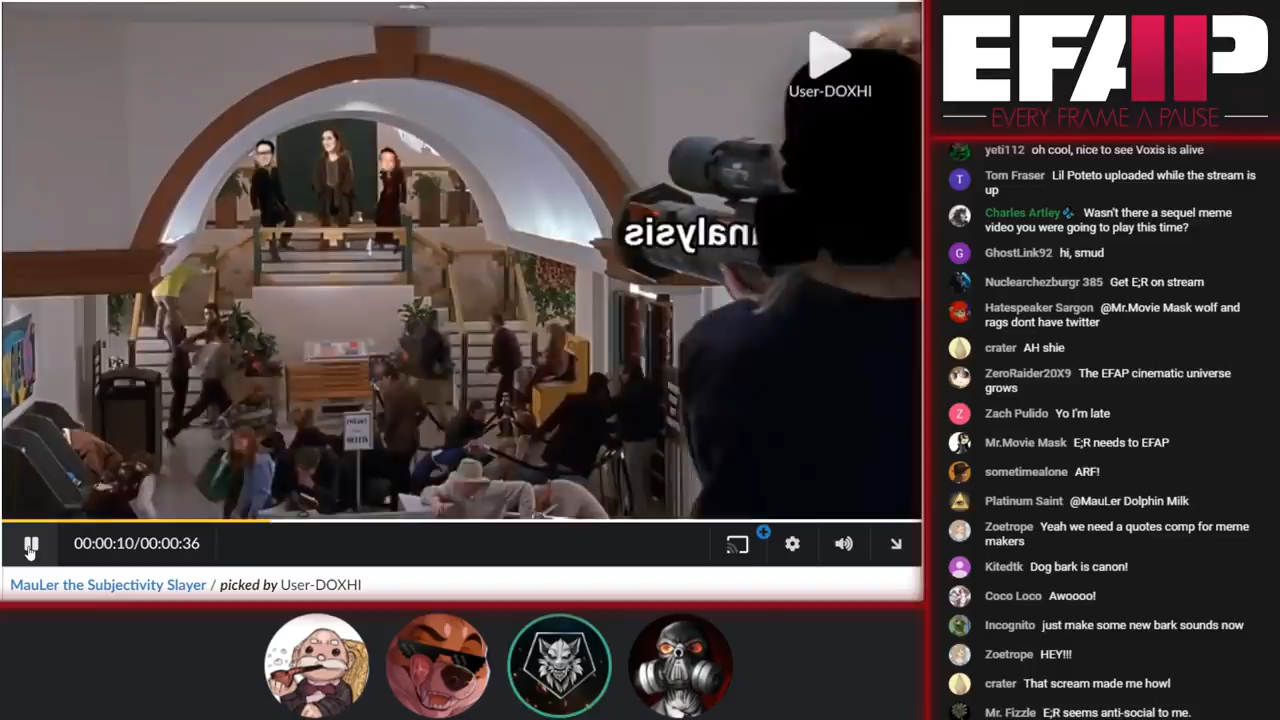 User-DOXHI
analysis
00:00:10/00:00:36
MauLer the Subjectivity Slayer / picked by User-DOXHI
EFAP
EVERY FRAME A PAUSE
yeti112 oh cool, nice to see Voxis is alive
T
Tom Fraser Lil Poteto uploaded while the stream is
up
Charles Artley Wasn't there a sequel meme
video you were going to play this time?
G
GhostLink92 hi, smud
Nuclearchezburgr 385 Get E;R on stream
Hatespeaker Sargon @Mr.Movie Mask wolf and
rags dont have twitter
crater AH shie
ZeroRaider20X9 The EFAP cinematic universe
grows
Z
Zach Pulido Yo I'm late
Mr.Movie Mask E;R needs to EFAP
sometimealone ARF!
Platinum Saint @MauLer Dolphin Milk
Zoetrope Yeah we need a quotes comp for meme
makers
Kitedtk Dog bark is canon!
Coco Loco Awoooo!
Incognito just make some new bark sounds now
Zoetrope HEY!!!
crater That scream made me howl
Mr. Fizzle E;R seems anti-social to me.